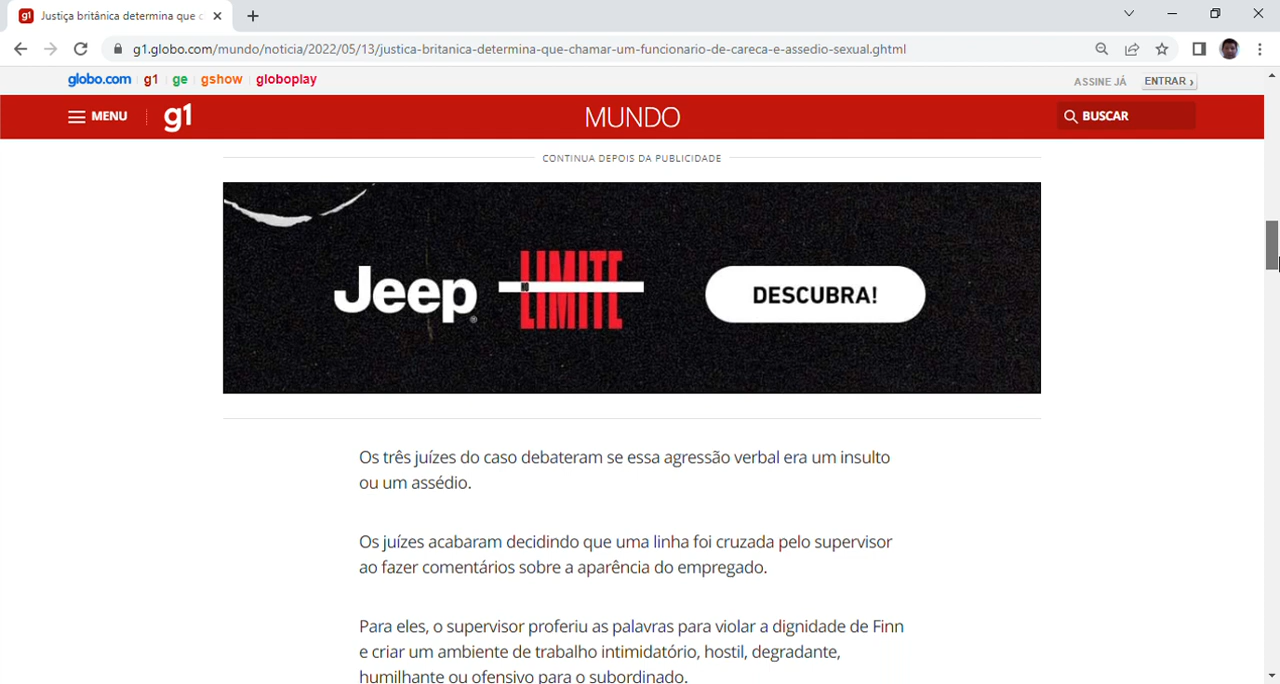 g1 Justiça britânica determina que c
g1.globo.com/mundo/noticia/2022/05/13/justica-britanica-determina-que-chamar-um-funcionario-de-careca-e-assedio-sexual.ghtml
globo.com g1 ge gshow globoplay ASSINE JÁ ENTRAR ›
MENU g1 MUNDO BUSCAR
CONTINUA DEPOIS DA PUBLICIDADE
Jeep® NO LIMITE DESCUBRA!
Os três juízes do caso debateram se essa agressão verbal era um insulto
ou um assédio.
Os juízes acabaram decidindo que uma linha foi cruzada pelo supervisor
ao fazer comentários sobre a aparência do empregado.
Para eles, o supervisor proferiu as palavras para violar a dignidade de Finn
e criar um ambiente de trabalho intimidatório, hostil, degradante,
humilhante ou ofensivo para o subordinado.